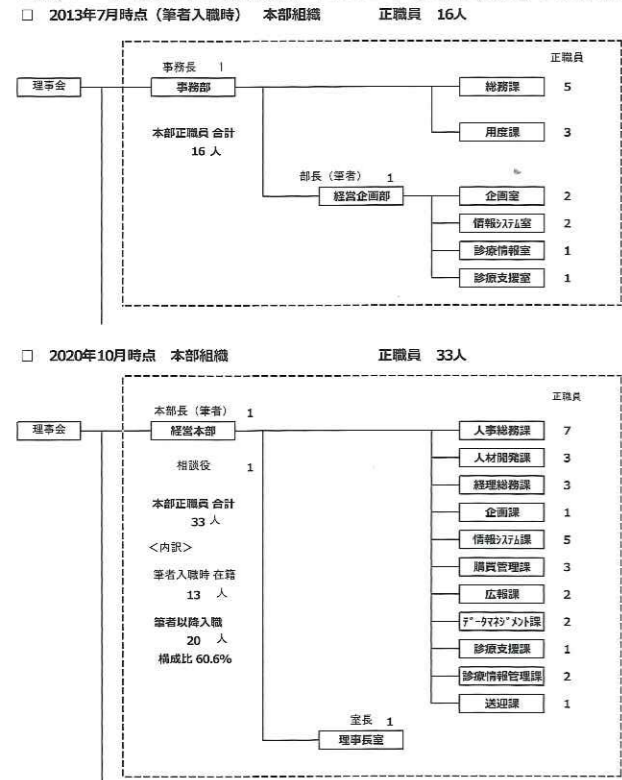 □ 2013年7月時点（筆者入職時） 本部組織 正職員 16人
正職員
事務長 1
理事会 事務部 総務課 5
本部正職員 合計 用度課 3
16 人
部長（筆者） 1
経営企画部 企画室 2
情報ｼｽﾃﾑ室 2
診療情報室 1
診療支援室 1
□ 2020年10月時点 本部組織 正職員 33人
正職員
本部長（筆者） 1
理事会 経営本部 人事総務課 7
相談役 1 人材開発課 3
経理総務課 3
本部正職員 合計
33 人 企画課 1
＜内訳＞ 情報ｼｽﾃﾑ課 5
筆者入職時 在籍 購買管理課 3
13 人 広報課 2
筆者以降入職 ﾃﾞｰﾀﾏﾈｼﾞﾒﾝﾄ課 2
20 人 診療支援課 1
構成比 60.6%
診療情報管理課 2
送迎課 1
室長 1
理事長室